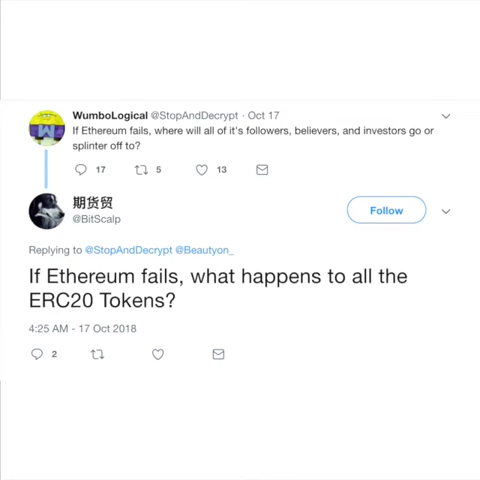 WumboLogical @StopAndDecrypt · Oct 17
If Ethereum fails, where will all of it's followers, believers, and investors go or
splinter off to?
17 5 13
期货贸
@BitScalp
Follow
Replying to @StopAndDecrypt @Beautyon_
If Ethereum fails, what happens to all the
ERC20 Tokens?
4:25 AM - 17 Oct 2018
2